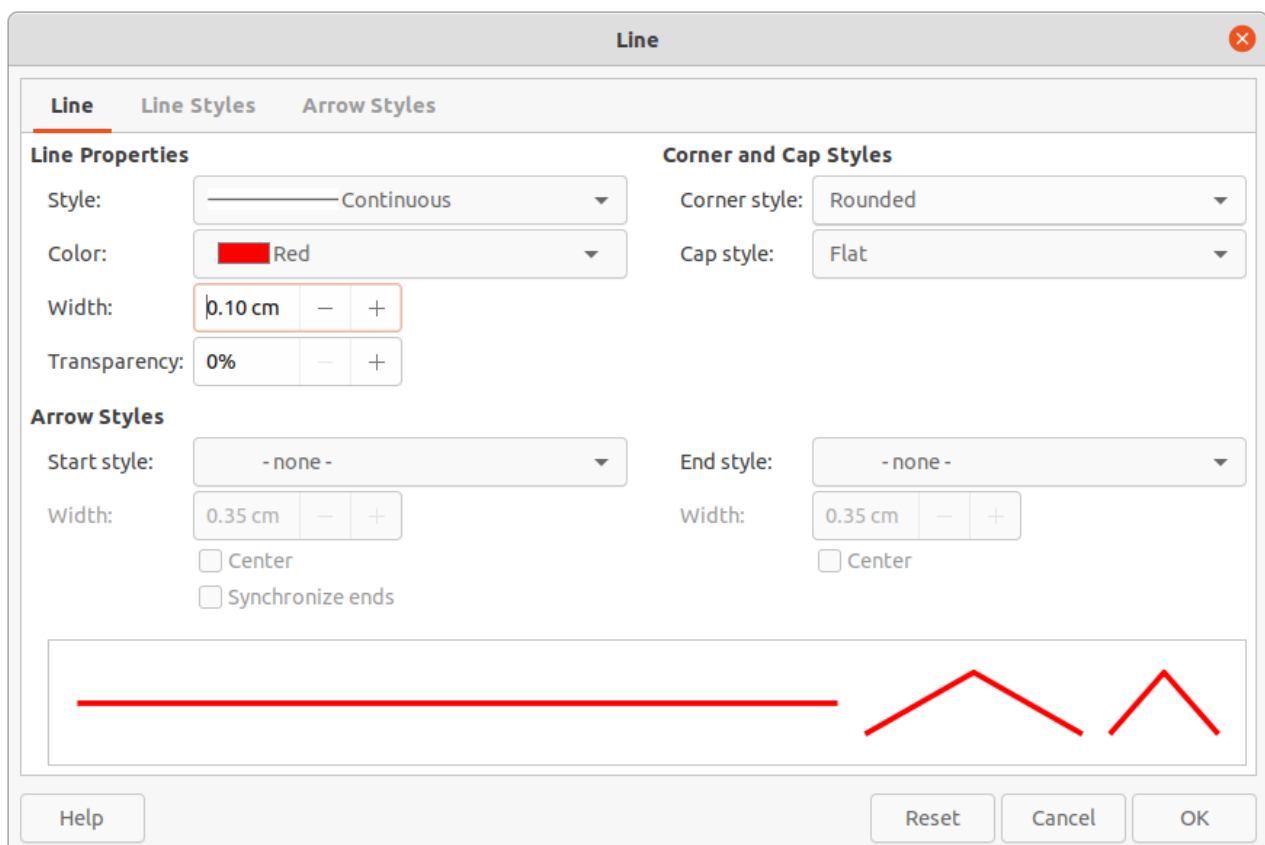 Line
Line Line Styles Arrow Styles
Line Properties
Style: Continuous
Color: Red
Width: 0.10 cm
Transparency: 0%
Corner and Cap Styles
Corner style: Rounded
Cap style: Flat
Arrow Styles
Start style: - none -
Width: 0.35 cm
Center
Synchronize ends
End style: - none -
Width: 0.35 cm
Center
Help Reset Cancel OK